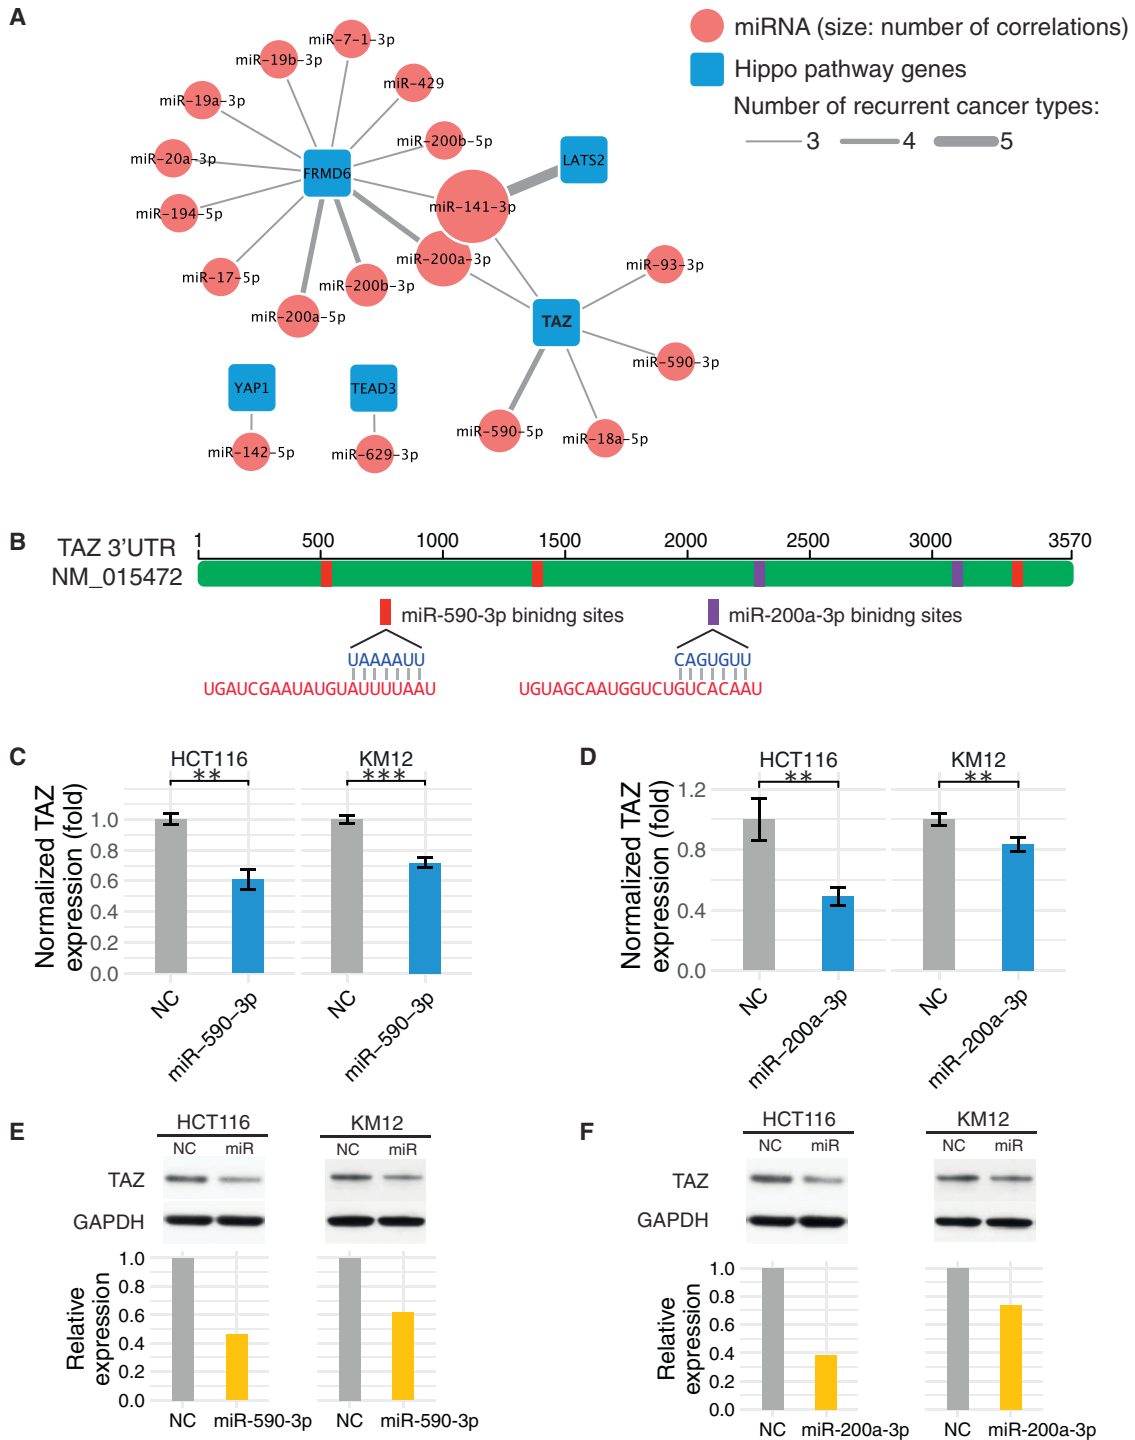 A
miRNA (size: number of correlations)
Hippo pathway genes
Number of recurrent cancer types:
3
4
5
miR-7-1-3p
miR-19b-3p
miR-429
miR-19a-3p
miR-200b-5p
miR-20a-3p
FRMD6
LATS2
miR-194-5p
miR-141-3p
miR-17-5p
miR-200b-3p
miR-200a-3p
miR-93-3p
miR-200a-5p
TAZ
miR-590-3p
YAP1
TEAD3
miR-590-5p
miR-18a-5p
miR-142-5p
miR-629-3p
B
TAZ 3'UTR
NM_015472
1 500 1000 1500 2000 2500 3000 3570
miR-590-3p binidng sites
miR-200a-3p binidng sites
UAAAAUU
CAGUGUU
UGAUCGAAUAUGUAUUUUAAU
UGUAGCAAUGGUCUGUCACAAU
C
HCT116
KM12
**
***
Normalized TAZ
expression (fold)
1.0
0.8
0.6
0.4
0.2
0.0
NC
miR-590-3p
NC
miR-590-3p
D
HCT116
KM12
**
**
Normalized TAZ
expression (fold)
1.2
0.8
0.4
0.0
NC
miR-200a-3p
NC
miR-200a-3p
E
HCT116
KM12
NC miR
NC miR
TAZ
GAPDH
Relative
expression
1.0
0.8
0.6
0.4
0.2
0.0
NC miR-590-3p
NC miR-590-3p
F
HCT116
KM12
NC miR
NC miR
TAZ
GAPDH
Relative
expression
1.0
0.8
0.6
0.4
0.2
0.0
NC miR-200a-3p
NC miR-200a-3p